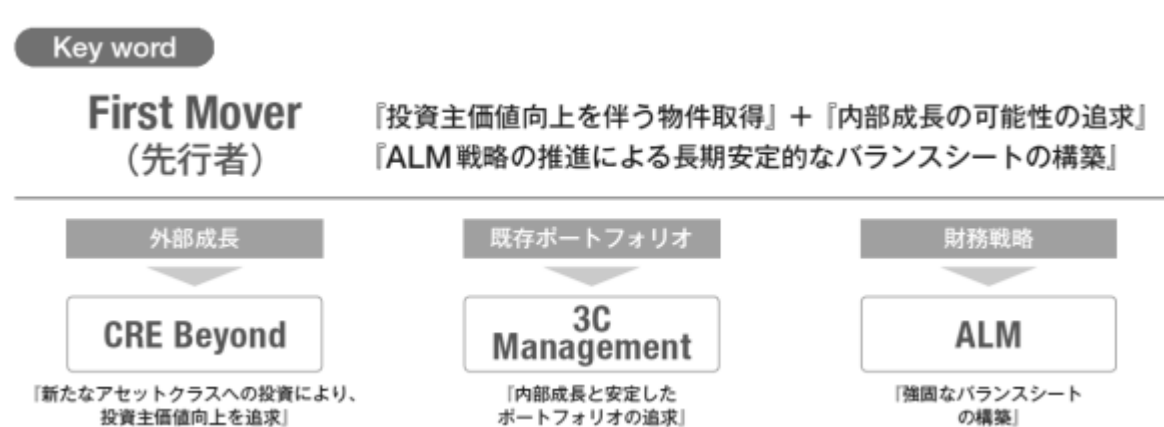 Key word
First Mover
（先行者）
『投資主価値向上を伴う物件取得』＋『内部成長の可能性の追求』
『ALM戦略の推進による長期安定的なバランスシートの構築』
外部成長
CRE Beyond
『新たなアセットクラスへの投資により、
投資主価値向上を追求』
既存ポートフォリオ
3C
Management
『内部成長と安定した
ポートフォリオの追求』
財務戦略
ALM
『強固なバランスシート
の構築』